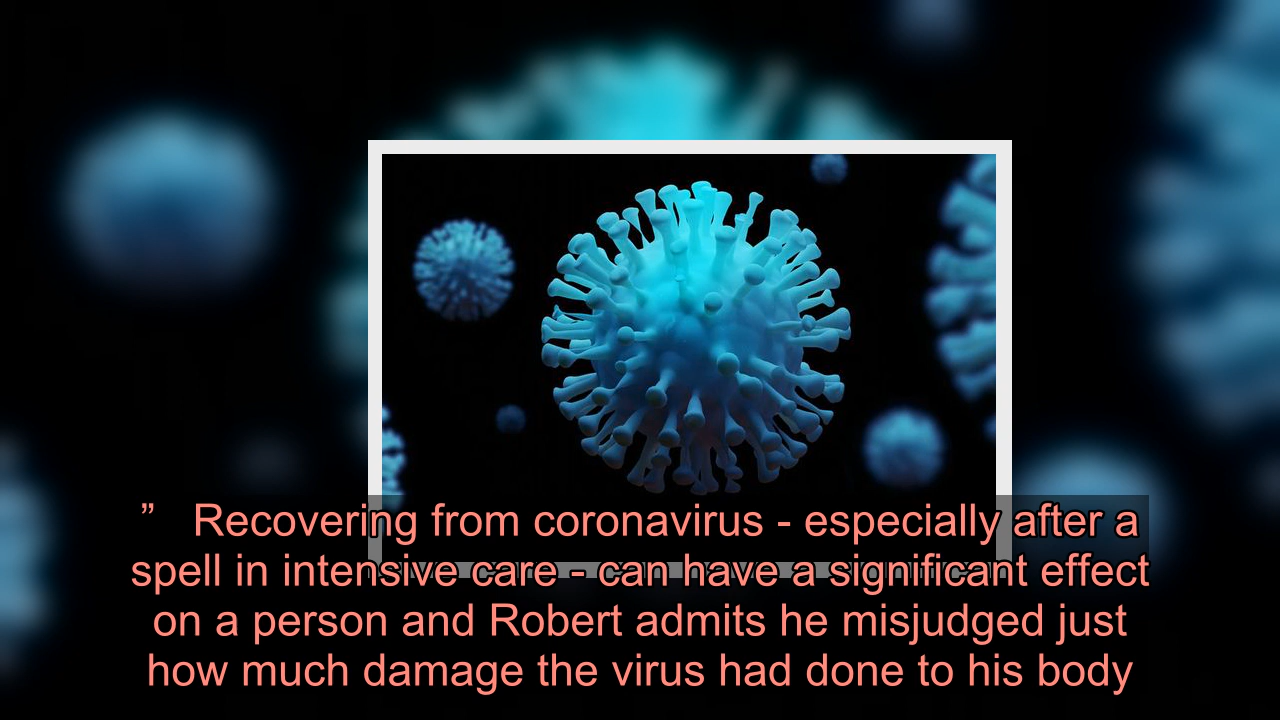 ” Recovering from coronavirus - especially after a
spell in intensive care - can have a significant effect
on a person and Robert admits he misjudged just
how much damage the virus had done to his body